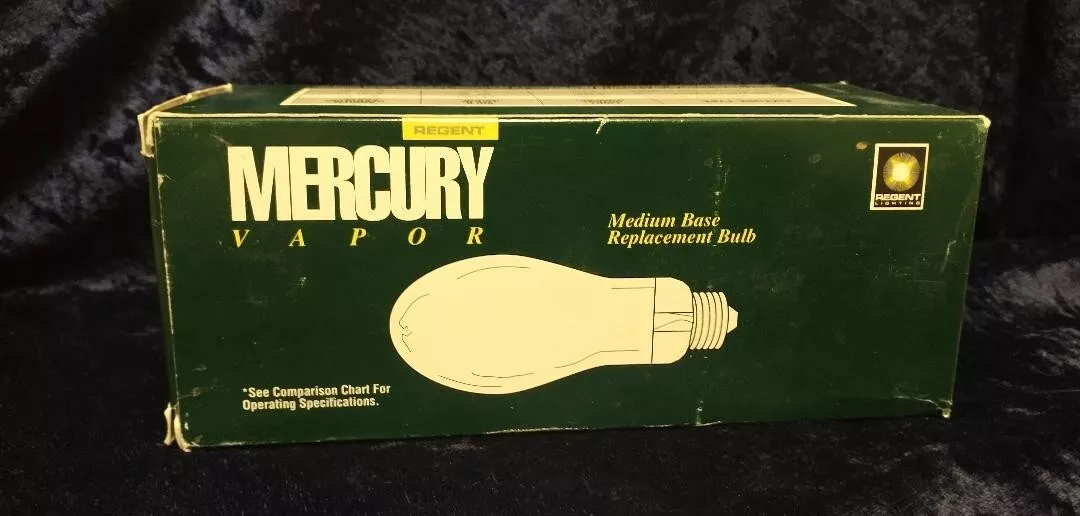 REGENT
MERCURY
VAPOR
Medium Base
Replacement Bulb
REGENT
LIGHTING
*See Comparison Chart For
Operating Specifications.